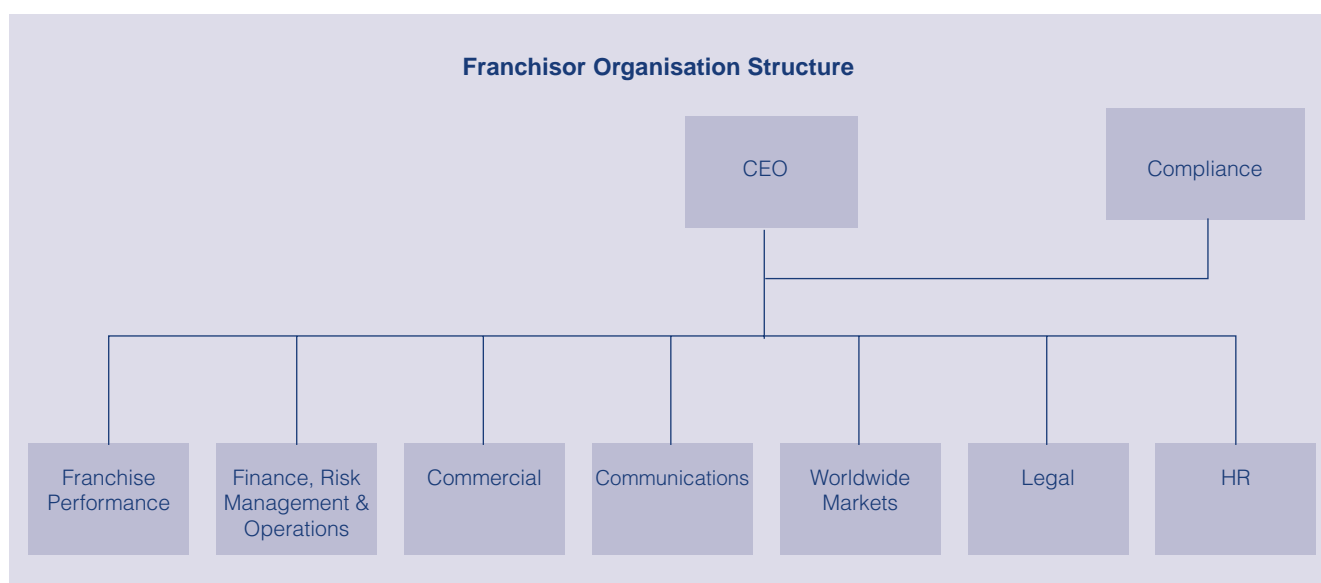 Franchisor Organisation Structure
CEO
Compliance
Franchise
Performance
Finance, Risk
Management &
Operations
Commercial
Communications
Worldwide
Markets
Legal
HR